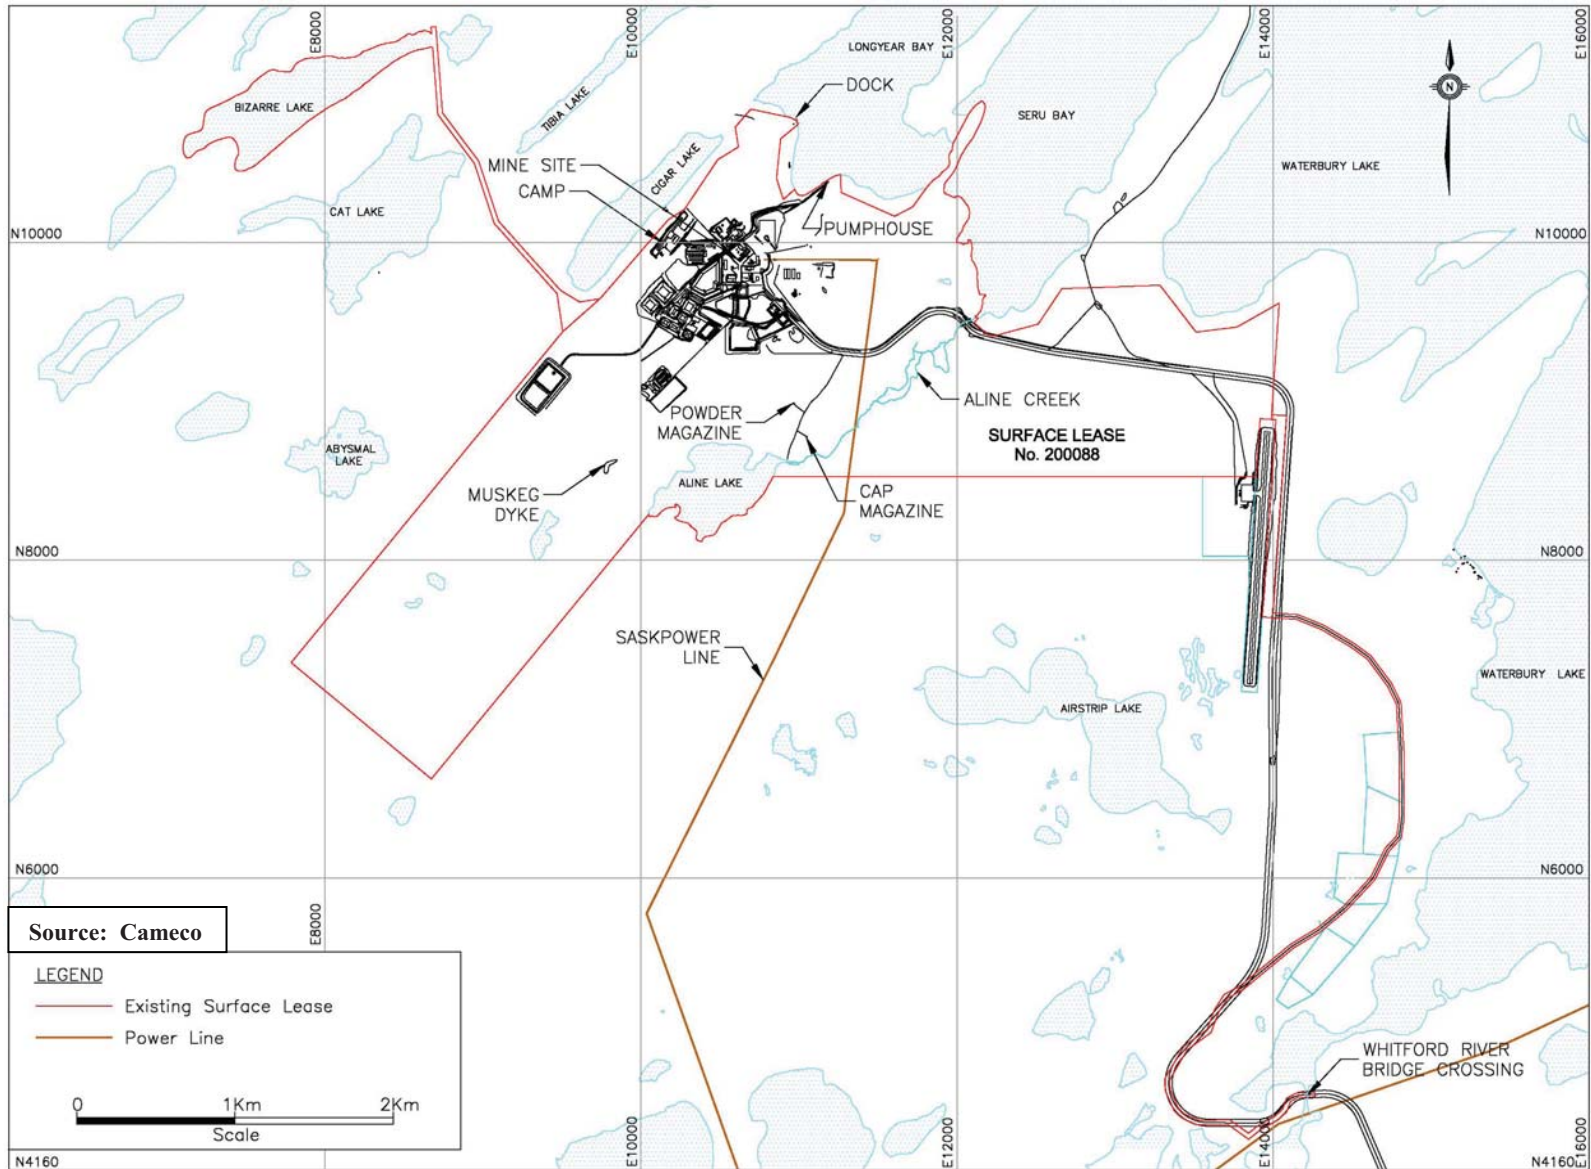 E8000
E10000
E12000
E14000
E16000
LONGYEAR BAY
DOCK
BIZARRE LAKE
TIBIA LAKE
SERU BAY
MINE SITE
CIGAR LAKE
WATERBURY LAKE
CAMP
CAT LAKE
N10000
PUMPHOUSE
N10000
N
ALINE CREEK
POWDER
MAGAZINE
SURFACE LEASE
No. 200088
ABYSMAL
LAKE
ALINE LAKE
MUSKEG
DYKE
CAP
MAGAZINE
N8000
N8000
SASKPOWER
LINE
WATERBURY LAKE
AIRSTRIP LAKE
N6000
N6000
E8000
Source: Cameco
LEGEND
Existing Surface Lease
Power Line
0
1Km
2Km
Scale
WHITFORD RIVER
BRIDGE CROSSING
N4160
E10000
E12000
E14000
N4160
E16000